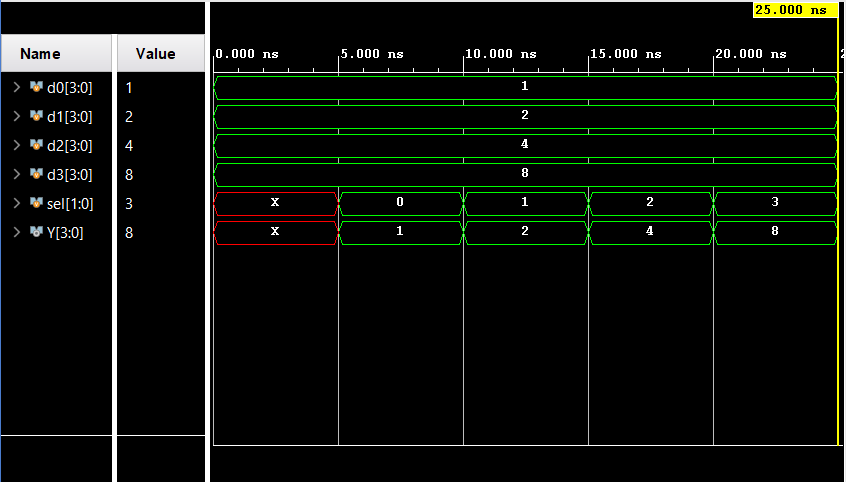 25.000 ns
Name Value 0.000 ns 5.000 ns 10.000 ns 15.000 ns 20.000 ns 2
d0[3:0] 1 1
d1[3:0] 2 2
d2[3:0] 4 4
d3[3:0] 8 8
sel[1:0] 3 X 0 1 2 3
Y[3:0] 8 X 1 2 4 8